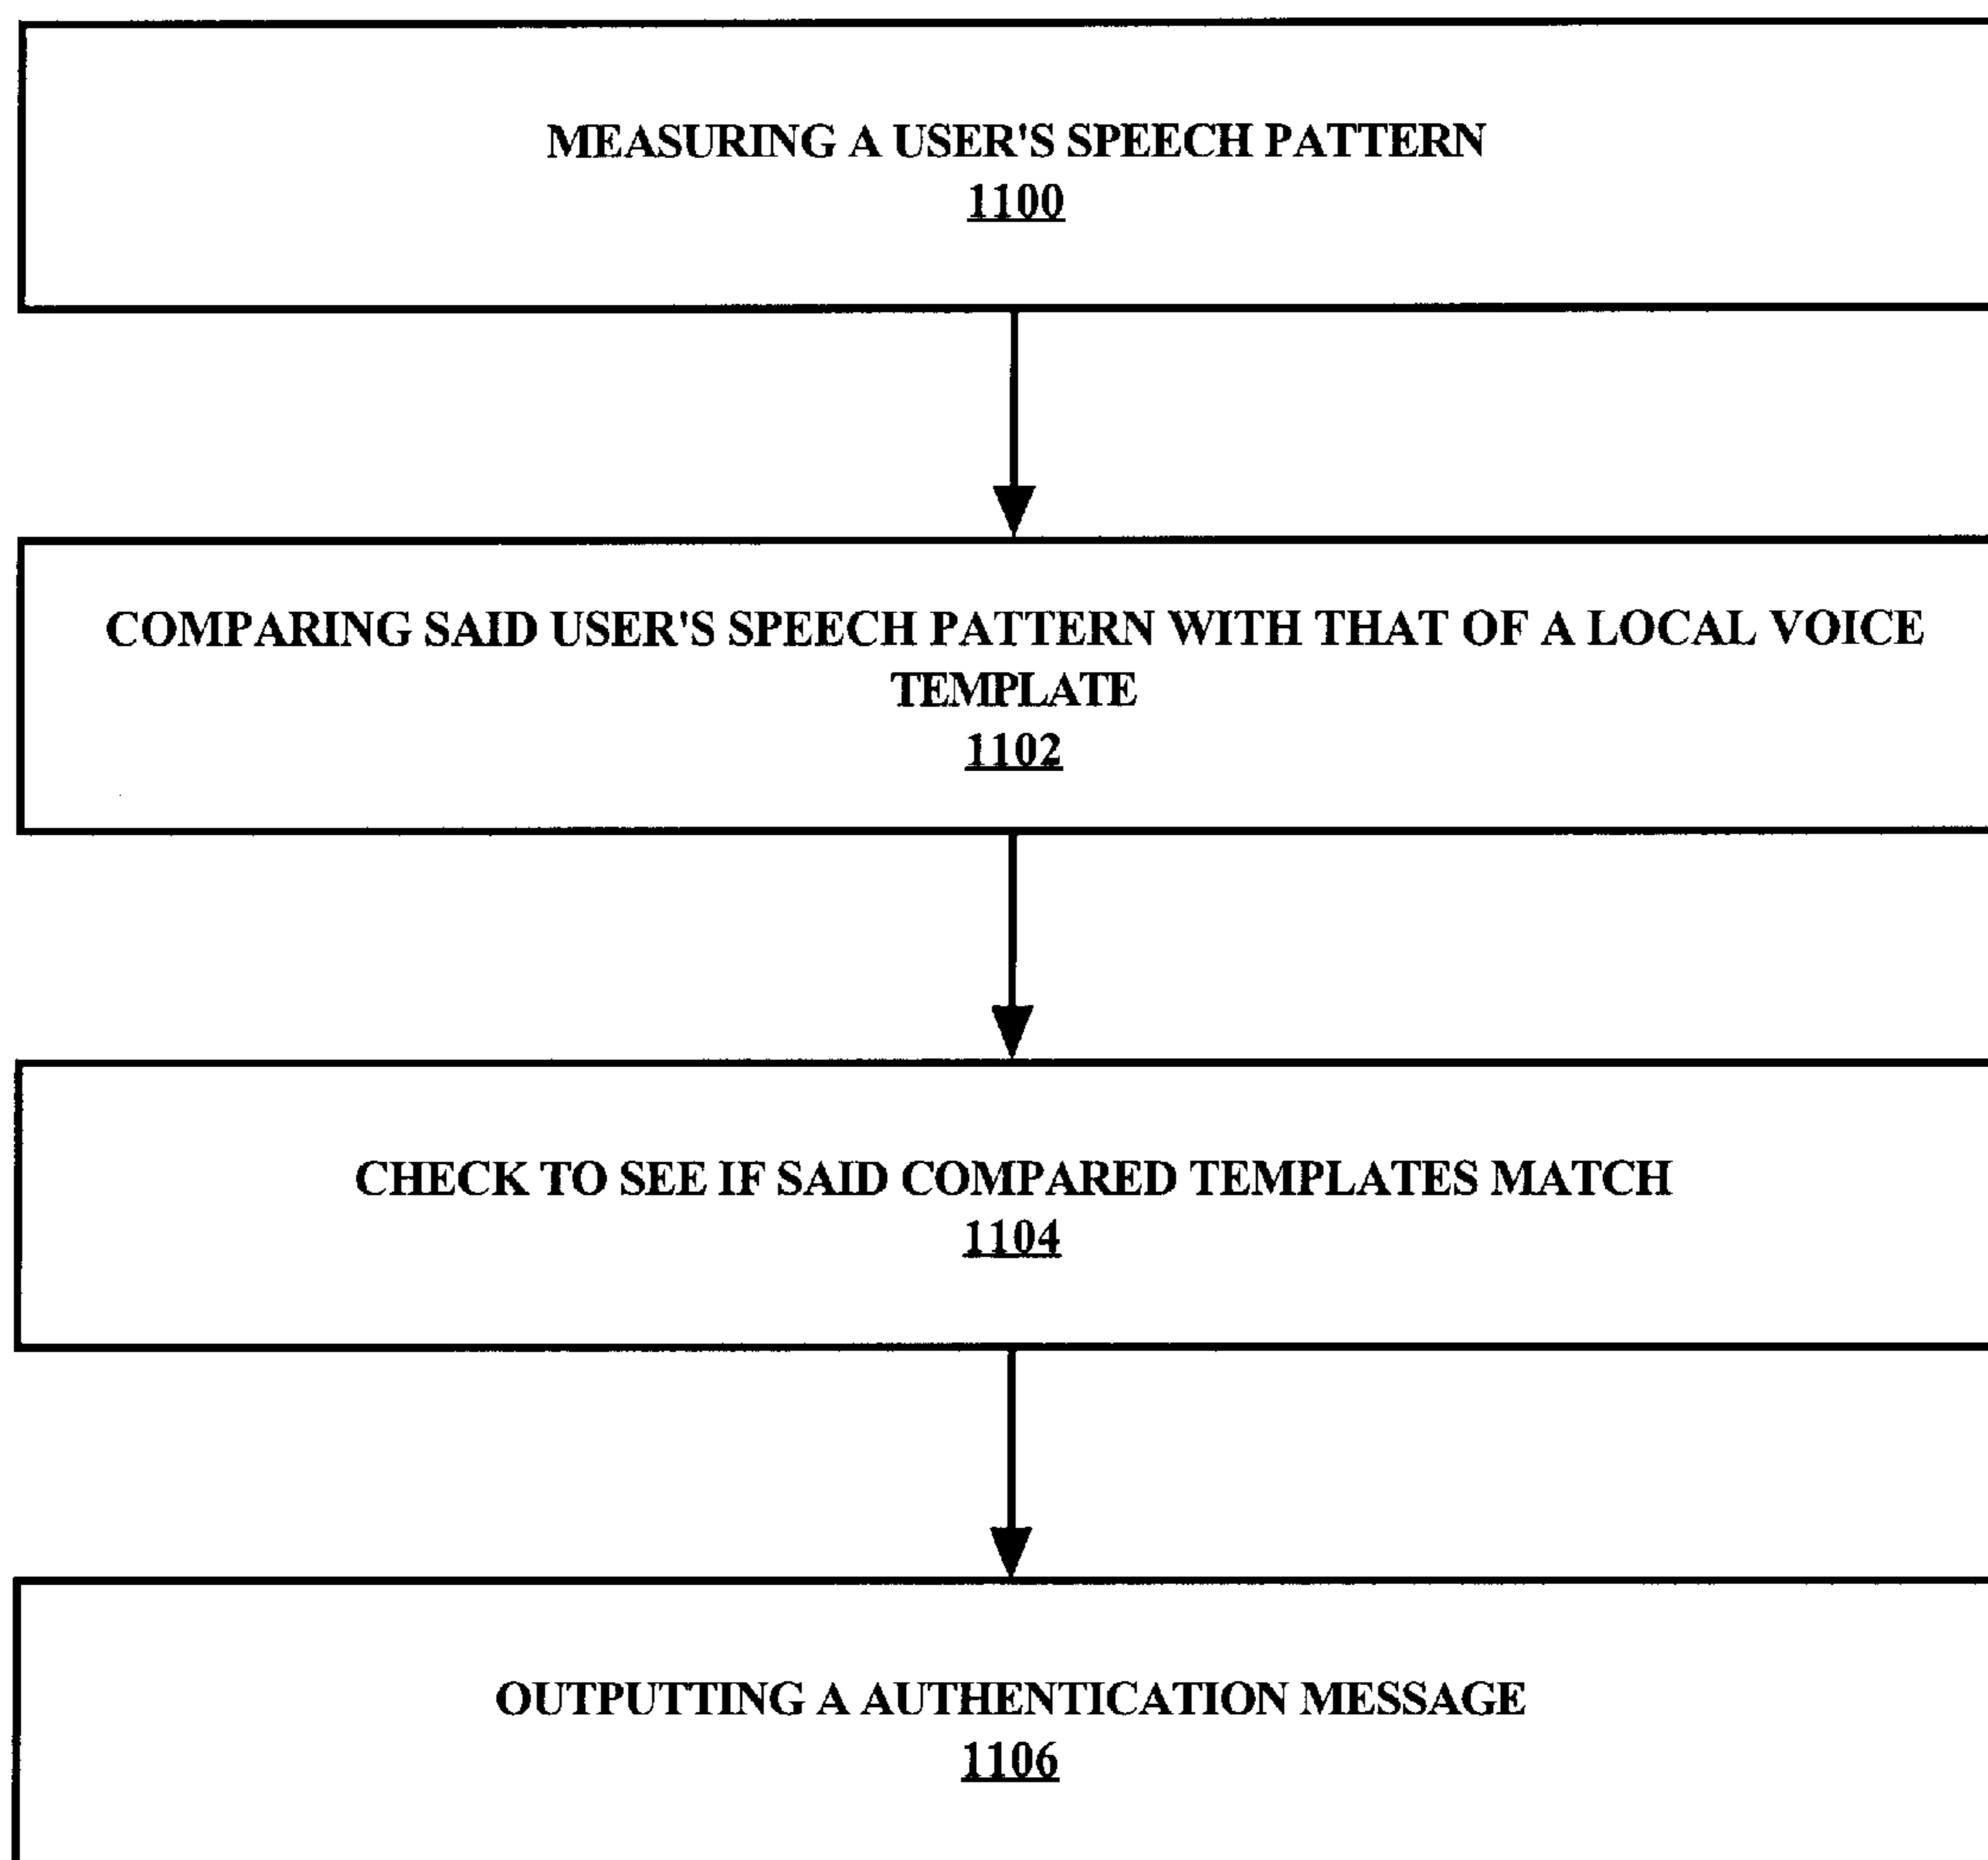 MEASURING A USER'S SPEECH PATTERN
1100
COMPARING SAID USER'S SPEECH PATTERN WITH THAT OF A LOCAL VOICE
TEMPLATE
1102
CHECK TO SEE IF SAID COMPARED TEMPLATES MATCH
1104
OUTPUTTING A AUTHENTICATION MESSAGE
1106